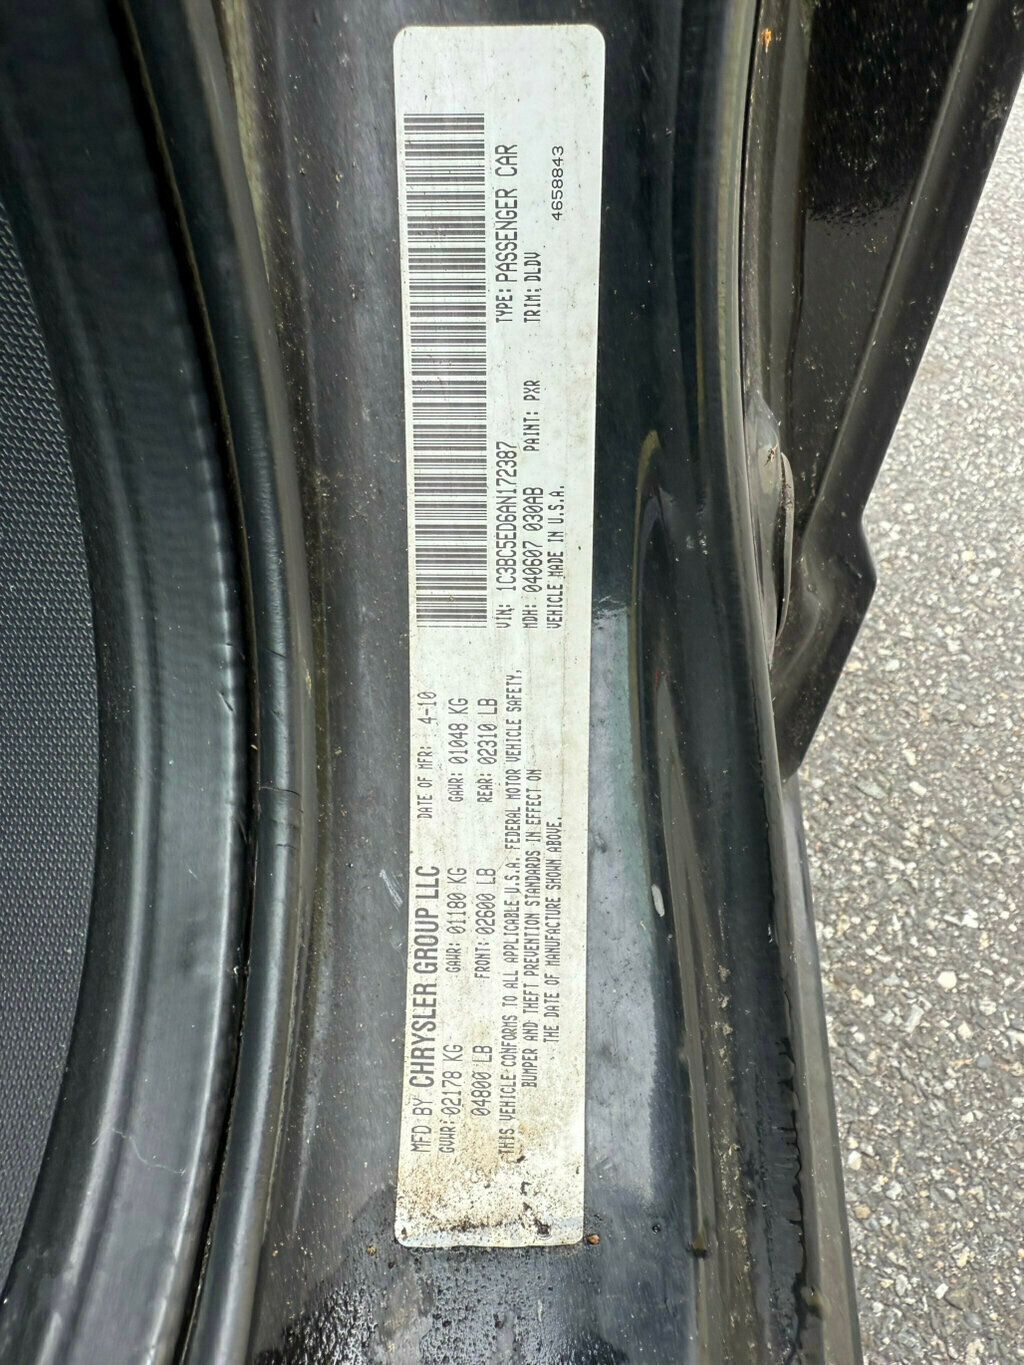 MFD BY CHRYSLER GROUP LLC DATE OF MFR: 4-10
GVWR: 02178 KG GAWR: 01180 KG GAWR: 01048 KG
04800 LB FRONT: 02600 LB REAR: 02310 LB
THIS VEHICLE CONFORMS TO ALL APPLICABLE U.S.A. FEDERAL MOTOR VEHICLE SAFETY,
BUMPER AND THEFT PREVENTION STANDARDS IN EFFECT ON
THE DATE OF MANUFACTURE SHOWN ABOVE.
VIN: 1C3BC5ED6AN172387 TYPE: PASSENGER CAR
MDH: 040607 030AB PAINT: PXR TRIM: DLDV
VEHICLE MADE IN U.S.A. 4658843